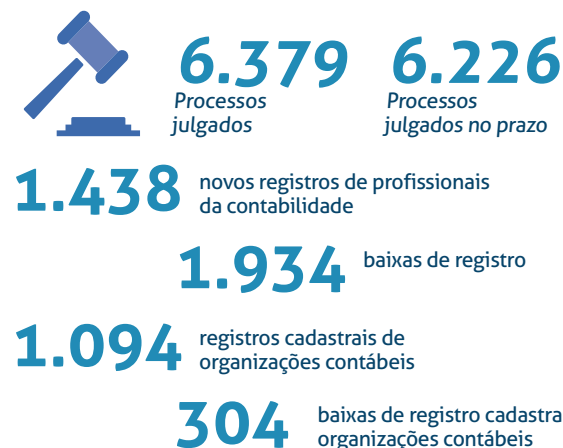 6.379 6.226
Processos Processos
julgados julgados no prazo
1.438 novos registros de profissionais
da contabilidade
1.934 baixas de registro
1.094 registros cadastrais de
organizações contábeis
304 baixas de registro cadastra
organizações contábeis